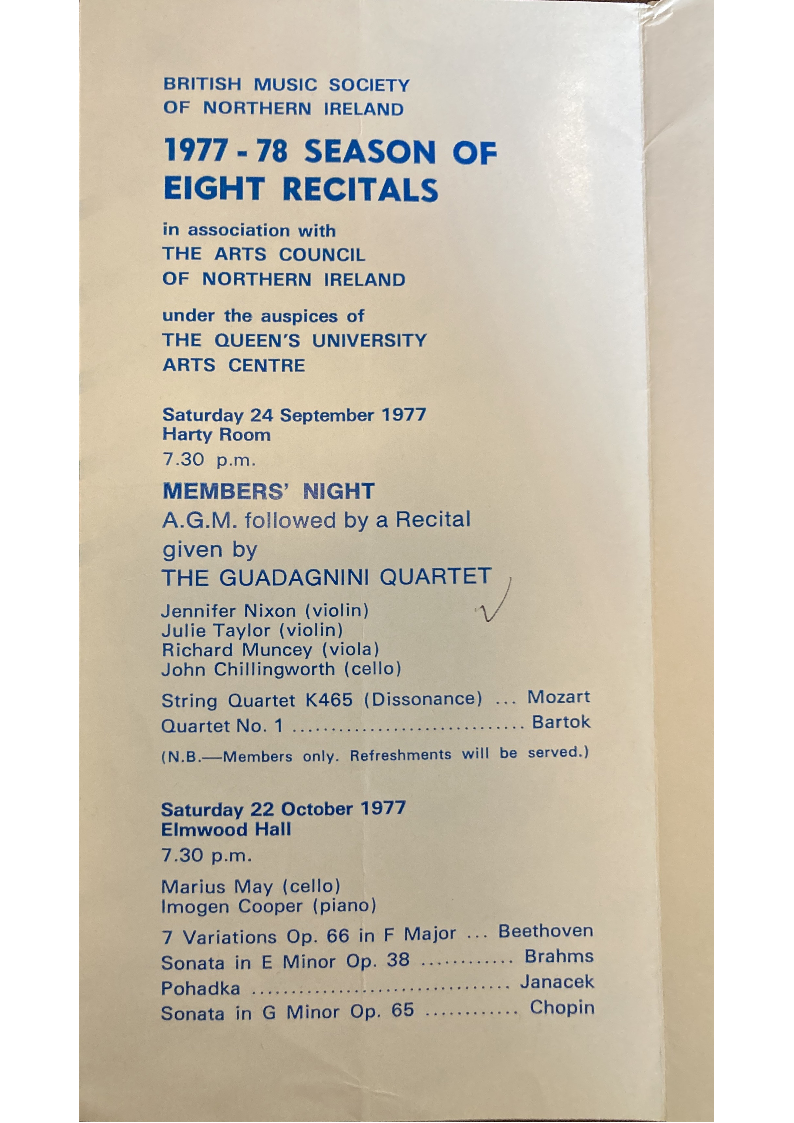 BRITISH MUSIC SOCIETY
OF NORTHERN IRELAND
1977 - 78 SEASON OF
EIGHT RECITALS
in association with
THE ARTS COUNCIL
OF NORTHERN IRELAND
under the auspices of
THE QUEEN'S UNIVERSITY
ARTS CENTRE
Saturday 24 September 1977
Harty Room
7.30 p.m.
MEMBERS' NIGHT
A.G.M. followed by a Recital
given by
THE GUADAGNINI QUARTET
Jennifer Nixon (violin)
Julie Taylor (violin)
Richard Muncey (viola)
John Chillingworth (cello)
String Quartet K465 (Dissonance) ... Mozart
Quartet No. 1 .............................. Bartok
(N.B.—Members only. Refreshments will be served.)
Saturday 22 October 1977
Elmwood Hall
7.30 p.m.
Marius May (cello)
Imogen Cooper (piano)
7 Variations Op. 66 in F Major ... Beethoven
Sonata in E Minor Op. 38 ............ Brahms
Pohadka ................................. Janacek
Sonata in G Minor Op. 65 ............ Chopin